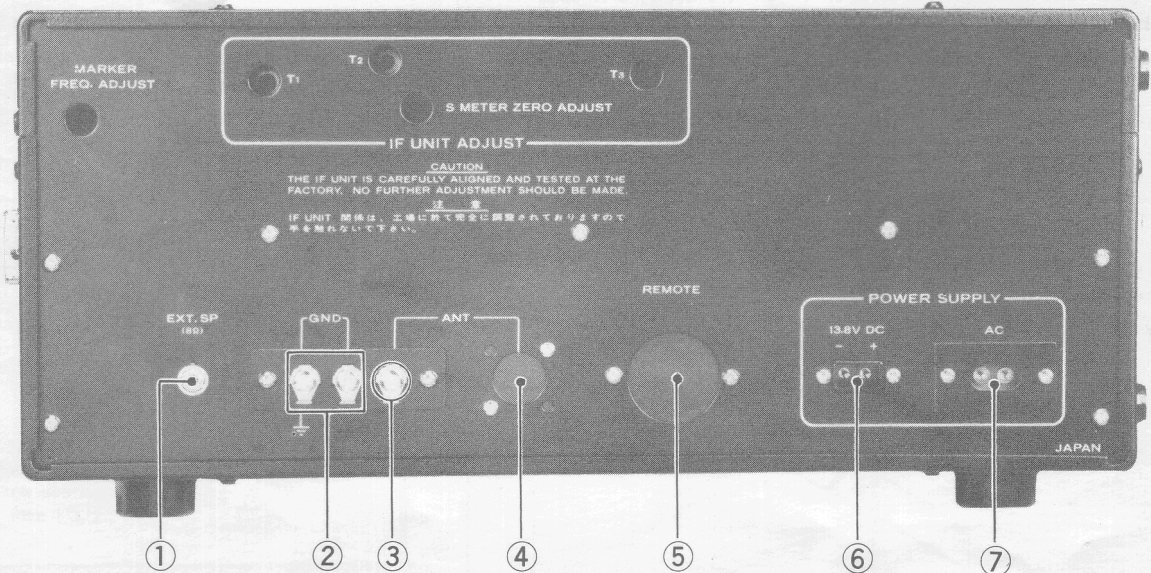 MARKER
FREQ. ADJUST
T1
T2
T3
S METER ZERO ADJUST
IF UNIT ADJUST
CAUTION
THE IF UNIT IS CAREFULLY ALIGNED AND TESTED AT THE
FACTORY, NO FURTHER ADJUSTMENT SHOULD BE MADE.
注 意
IF UNIT 関係は、工場に於て完全に調整されておりますので
手を触れないで下さい。
REMOTE
POWER SUPPLY
EXT. SP
(8Ω)
GND
ANT
13.8V DC
- +
AC
JAPAN
① ② ③ ④ ⑤ ⑥ ⑦